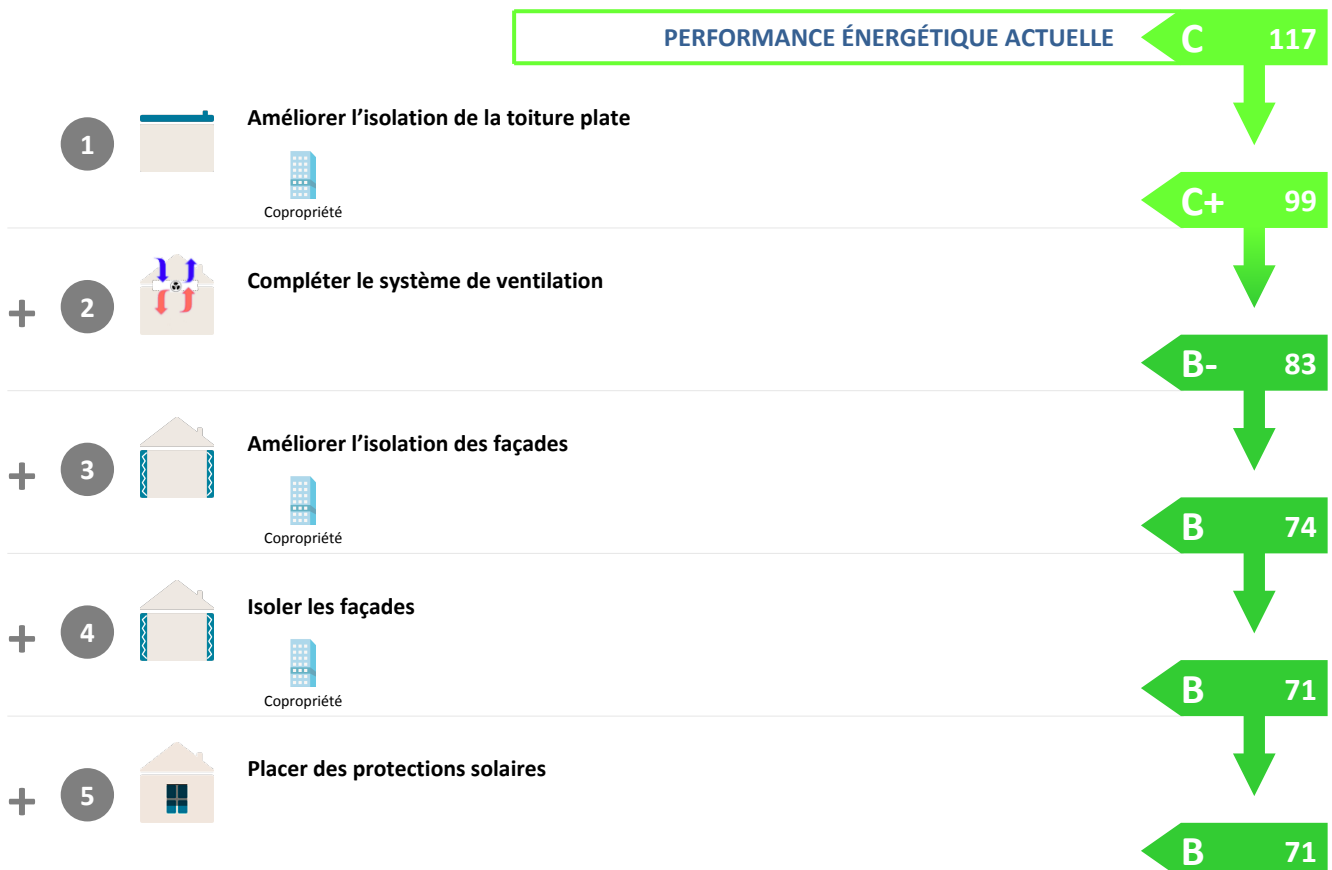 PERFORMANCE ÉNERGÉTIQUE ACTUELLE C 117
1 Améliorer l’isolation de la toiture plate
Copropriété
C+ 99
+ 2 Compléter le système de ventilation
B- 83
+ 3 Améliorer l’isolation des façades
Copropriété
B 74
+ 4 Isoler les façades
Copropriété
B 71
+ 5 Placer des protections solaires
B 71